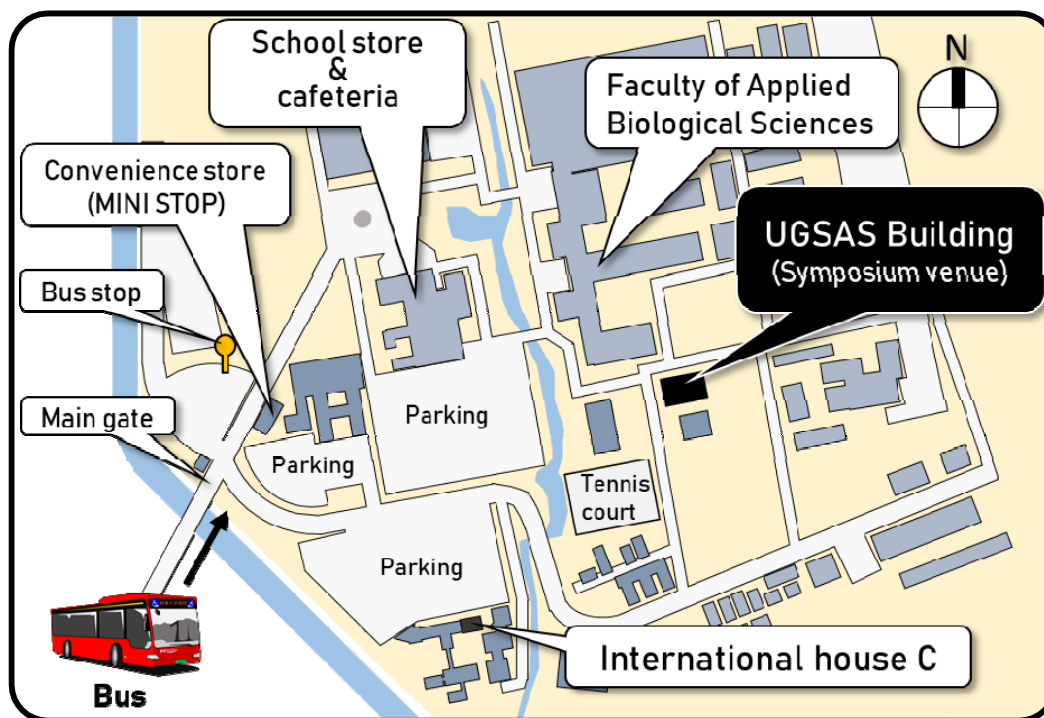 School store
&
cafeteria
N
Faculty of Applied
Biological Sciences
Convenience store
(MINI STOP)
UGSAS Building
(Symposium venue)
Bus stop
Main gate
Parking
Parking
Tennis
court
Parking
International house C
Bus